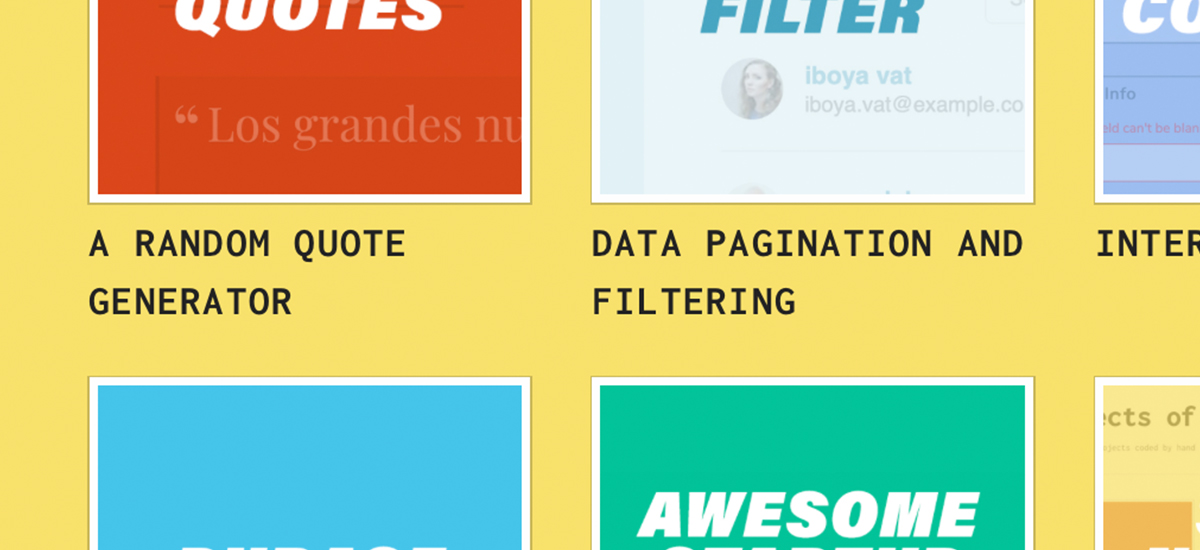 QUOTES
FILTER
CO
iboya vat
iboya.vat@example.co
Info
eld can't be blan
“ Los grandes nu
A RANDOM QUOTE
GENERATOR
DATA PAGINATION AND
FILTERING
INTER
ects of
ojects coded by hand
AWESOME
STARTUP